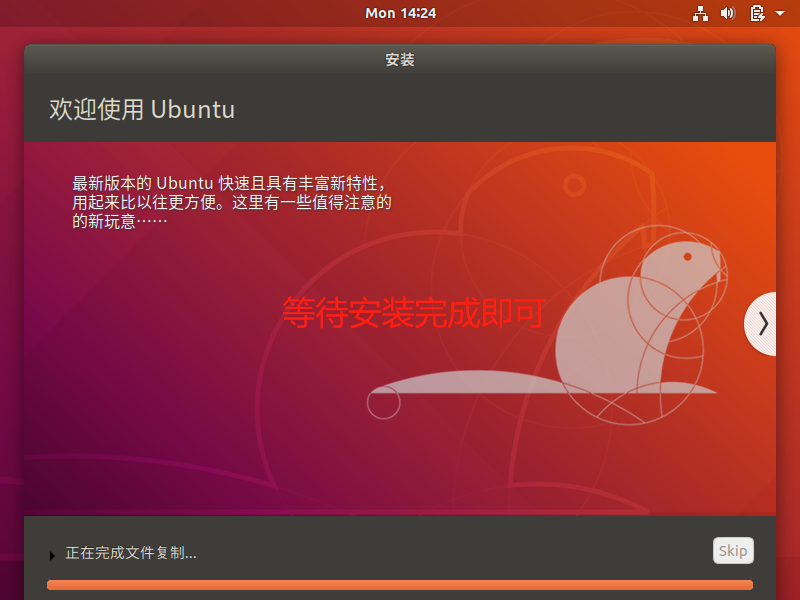 Mon 14:24
安装
欢迎使用 Ubuntu
最新版本的 Ubuntu 快速且具有丰富新特性，
用起来比以往更方便。这里有一些值得注意的
的新玩意……
等待安装完成即可
正在完成文件复制...
Skip